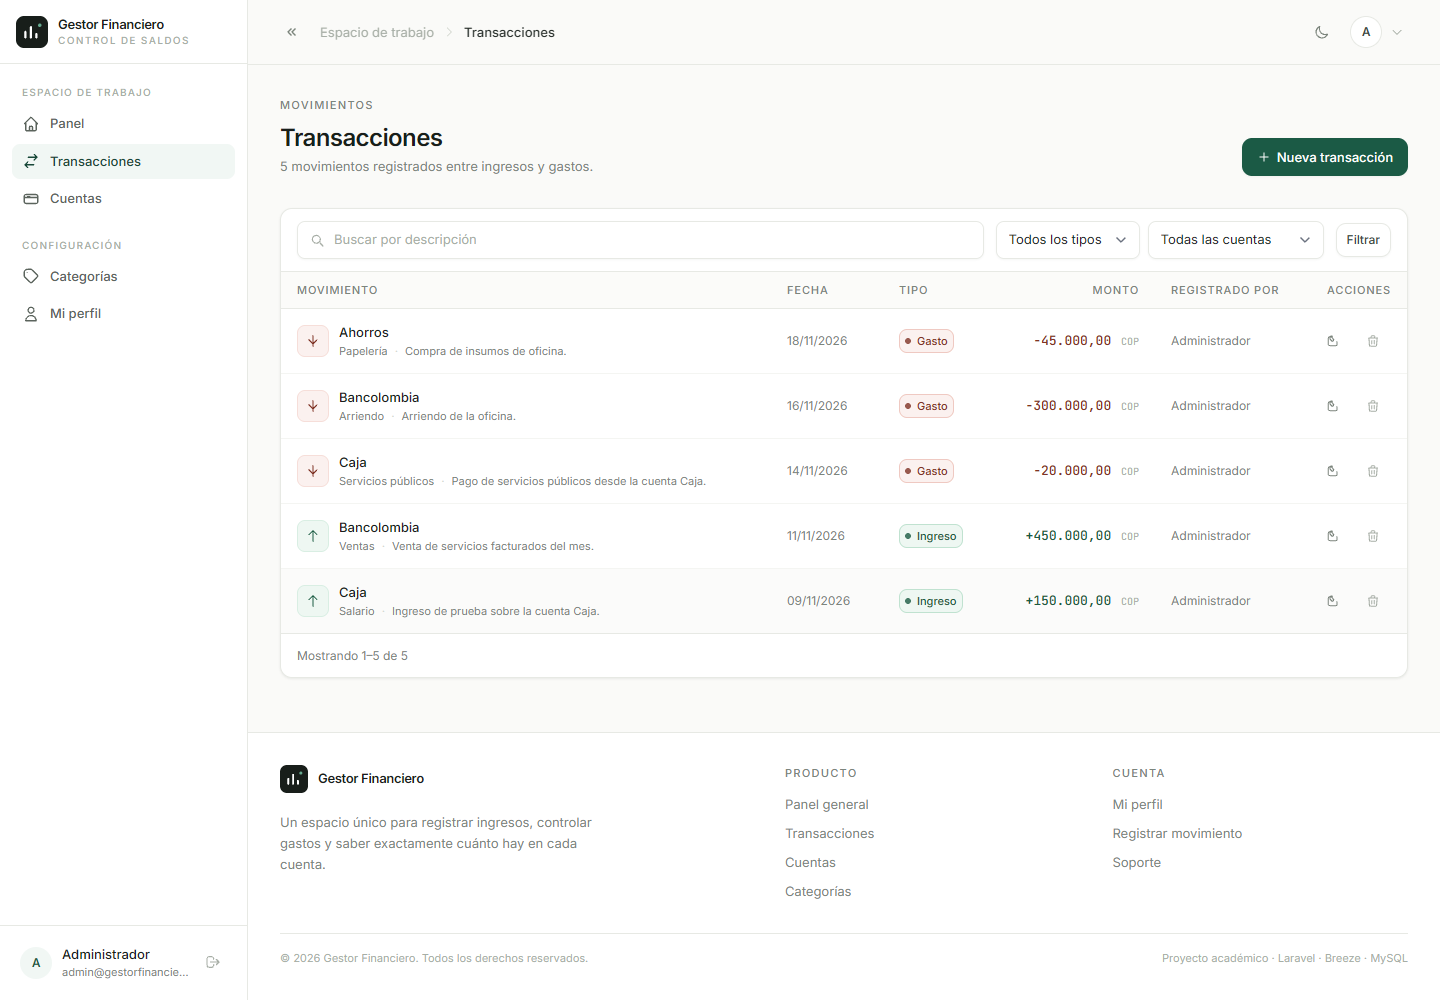 Gestor Financiero
CONTROL DE SALDOS
ESPACIO DE TRABAJO
Panel
Transacciones
Cuentas
CONFIGURACIÓN
Categorías
Mi perfil
A
Administrador
admin@gestorfinancie...
Espacio de trabajo
Transacciones
A
MOVIMIENTOS
Transacciones
5 movimientos registrados entre ingresos y gastos.
Nueva transacción
Buscar por descripción
Todos los tipos
Todas las cuentas
Filtrar
MOVIMIENTO FECHA TIPO MONTO REGISTRADO POR ACCIONES
Ahorros
Papelería · Compra de insumos de oficina.
18/11/2026 Gasto -45.000,00 COP Administrador
Bancolombia
Arriendo · Arriendo de la oficina.
16/11/2026 Gasto -300.000,00 COP Administrador
Caja
Servicios públicos · Pago de servicios públicos desde la cuenta Caja.
14/11/2026 Gasto -20.000,00 COP Administrador
Bancolombia
Ventas · Venta de servicios facturados del mes.
11/11/2026 Ingreso +450.000,00 COP Administrador
Caja
Salario · Ingreso de prueba sobre la cuenta Caja.
09/11/2026 Ingreso +150.000,00 COP Administrador
Mostrando 1–5 de 5
Gestor Financiero
Un espacio único para registrar ingresos, controlar
gastos y saber exactamente cuánto hay en cada
cuenta.
PRODUCTO
Panel general
Transacciones
Cuentas
Categorías
CUENTA
Mi perfil
Registrar movimiento
Soporte
© 2026 Gestor Financiero. Todos los derechos reservados.
Proyecto académico · Laravel · Breeze · MySQL